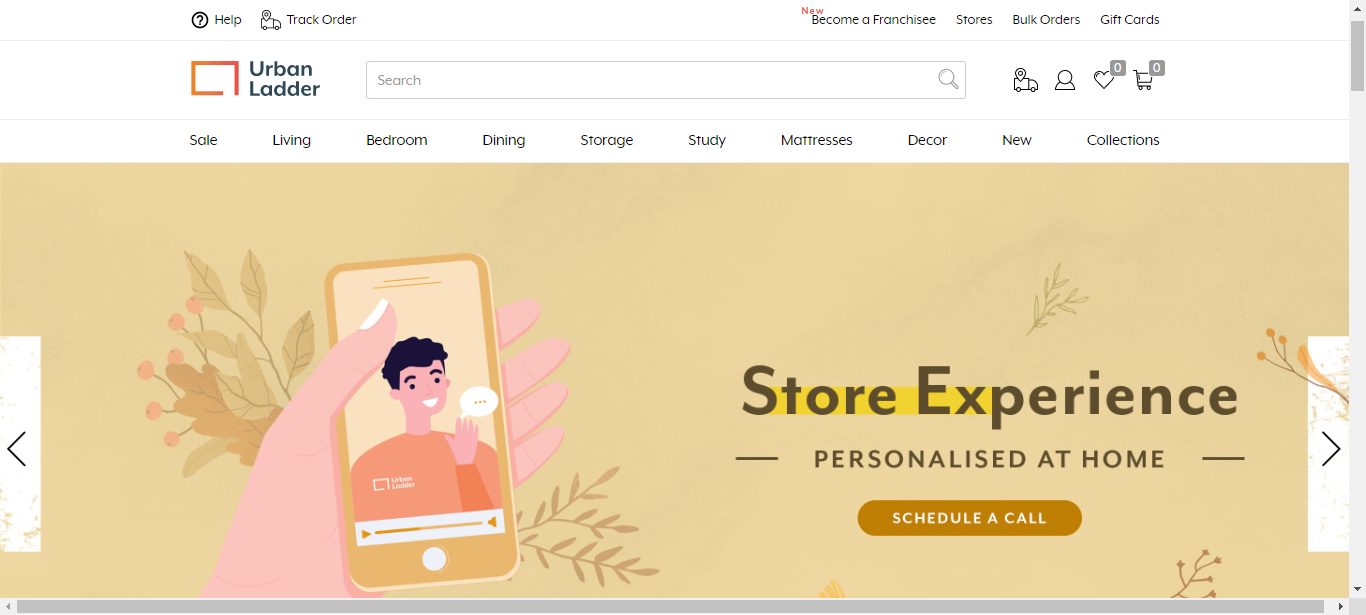 Help
Track Order
New
Become a Franchisee
Stores
Bulk Orders
Gift Cards
Urban
Ladder
Search
0
0
Sale
Living
Bedroom
Dining
Storage
Study
Mattresses
Decor
New
Collections
Store Experience
PERSONALISED AT HOME
SCHEDULE A CALL
Urban
Ladder